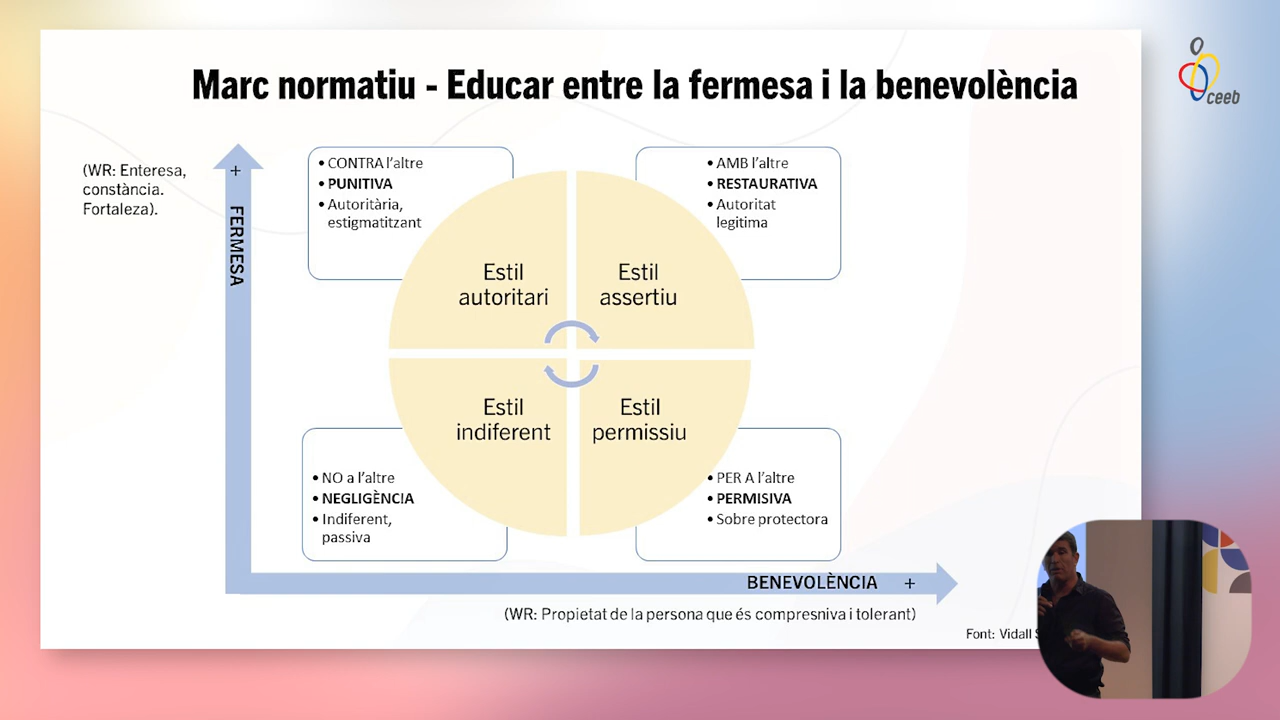 Marc normatiu - Educar entre la fermesa i la benevolència
ceeb
(WR: Enteresa,
constància.
Fortaleza).
+
FERMESA
• CONTRA l'altre
• PUNITIVA
• Autoritària,
estigmatitzant
• AMB l'altre
• RESTAURATIVA
• Autoritat
legitima
Estil
autoritari
Estil
assertiu
Estil
indiferent
Estil
permissiu
• NO a l'altre
• NEGLIGÈNCIA
• Indiferent,
passiva
• PER A l'altre
• PERMISIVA
• Sobre protectora
BENEVOLÈNCIA +
(WR: Propietat de la persona que és compresniva i tolerant)
Font: Vidall